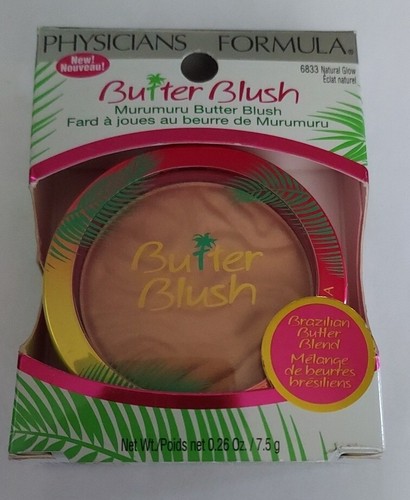 PHYSICIANS FORMULA®
6833 Natural Glow
Éclat naturel
New!
Nouveau!
Butter Blush
Murumuru Butter Blush
Fard à joues au beurre de Murumuru
Butter
Blush
Brazilian
Butter
Blend
Mélange
de beurres
brésiliens
Net Wt./Poids net 0.26 Oz. / 7.5 g